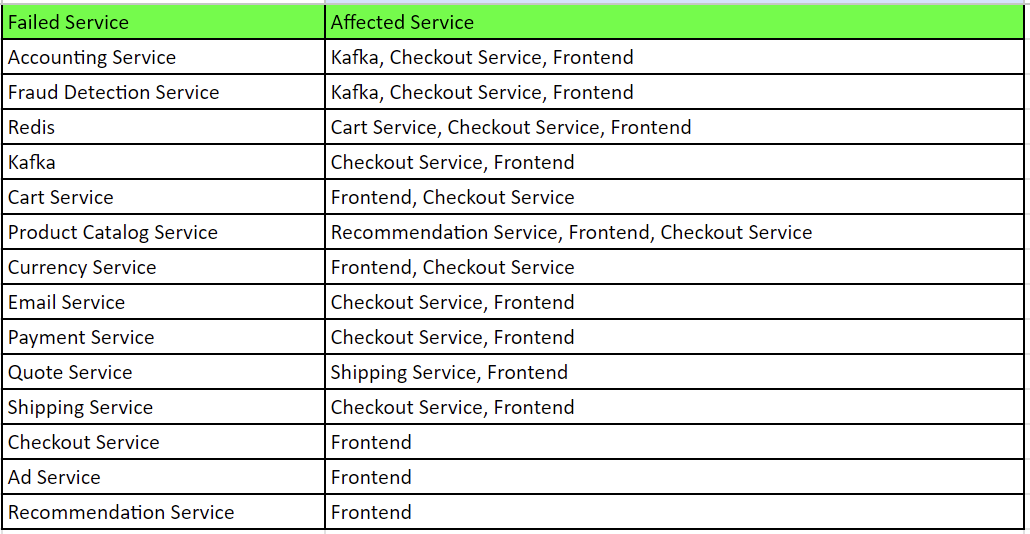 Failed Service Affected Service
Accounting Service Kafka, Checkout Service, Frontend
Fraud Detection Service Kafka, Checkout Service, Frontend
Redis Cart Service, Checkout Service, Frontend
Kafka Checkout Service, Frontend
Cart Service Frontend, Checkout Service
Product Catalog Service Recommendation Service, Frontend, Checkout Service
Currency Service Frontend, Checkout Service
Email Service Checkout Service, Frontend
Payment Service Checkout Service, Frontend
Quote Service Shipping Service, Frontend
Shipping Service Checkout Service, Frontend
Checkout Service Frontend
Ad Service Frontend
Recommendation Service Frontend